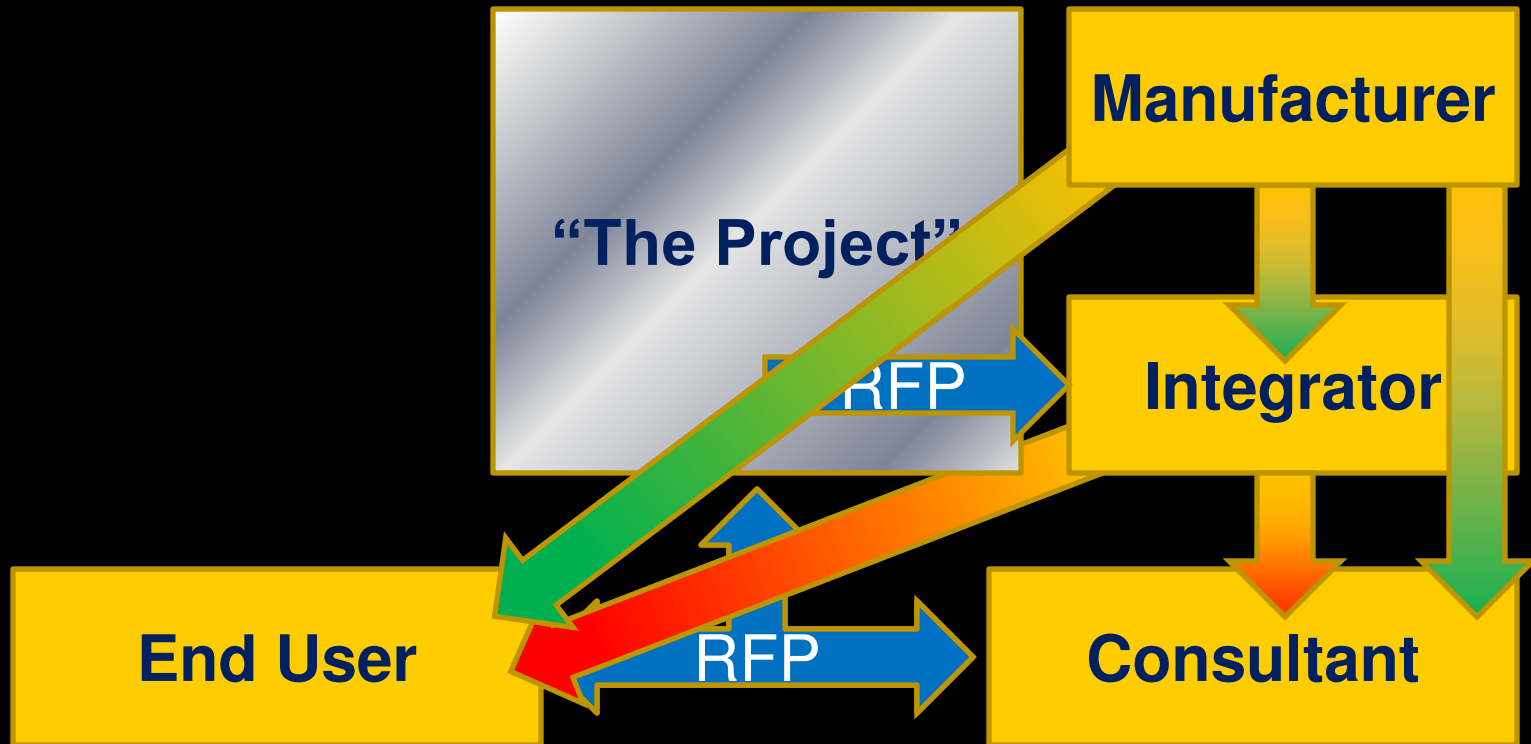 Manufacturer
“The Project”
RFP
Integrator
End User
RFP
Consultant